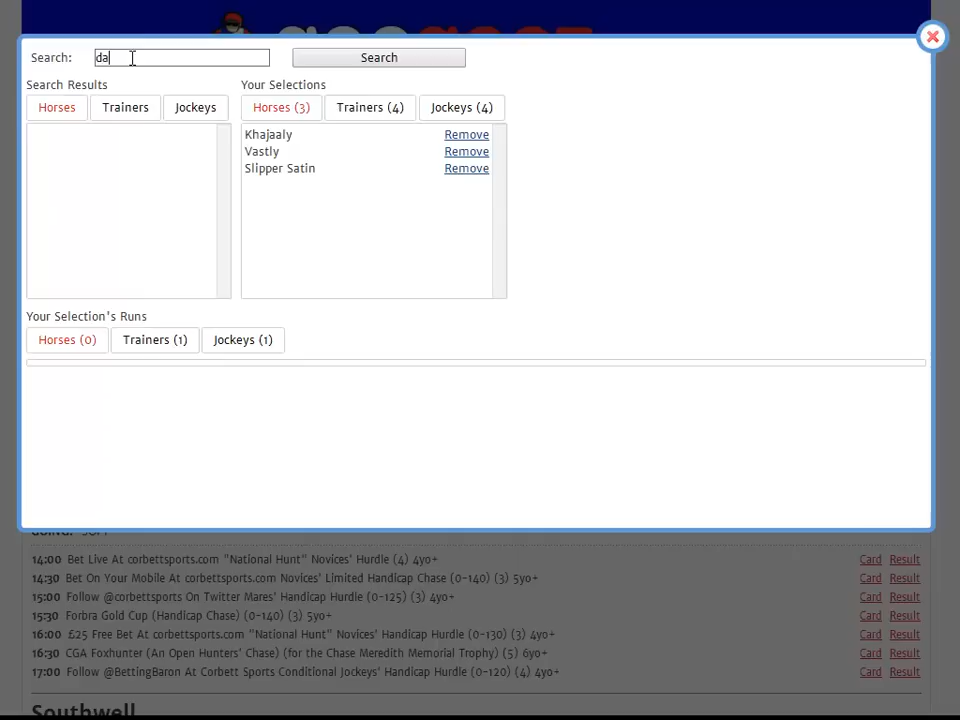 Search: da Search
Search Results Your Selections
Horses Trainers Jockeys Horses (3) Trainers (4) Jockeys (4)
Khajaaly Remove
Vastly Remove
Slipper Satin Remove
Your Selection's Runs
Horses (0) Trainers (1) Jockeys (1)
14:00 Bet Live At corbettsports.com "National Hunt" Novices' Hurdle (4) 4yo+ Card Result
14:30 Bet On Your Mobile At corbettsports.com Novices' Limited Handicap Chase (0-140) (3) 5yo+ Card Result
15:00 Follow @corbettsports On Twitter Mares' Handicap Hurdle (0-125) (3) 4yo+ Card Result
15:30 Forbra Gold Cup (Handicap Chase) (0-140) (3) 5yo+ Card Result
16:00 £25 Free Bet At corbettsports.com "National Hunt" Novices' Handicap Hurdle (0-130) (3) 4yo+ Card Result
16:30 CGA Foxhunter (An Open Hunters' Chase) (for the Chase Meredith Memorial Trophy) (5) 6yo+ Card Result
17:00 Follow @BettingBaron At Corbett Sports Conditional Jockeys' Handicap Hurdle (0-120) (4) 4yo+ Card Result
Southwell